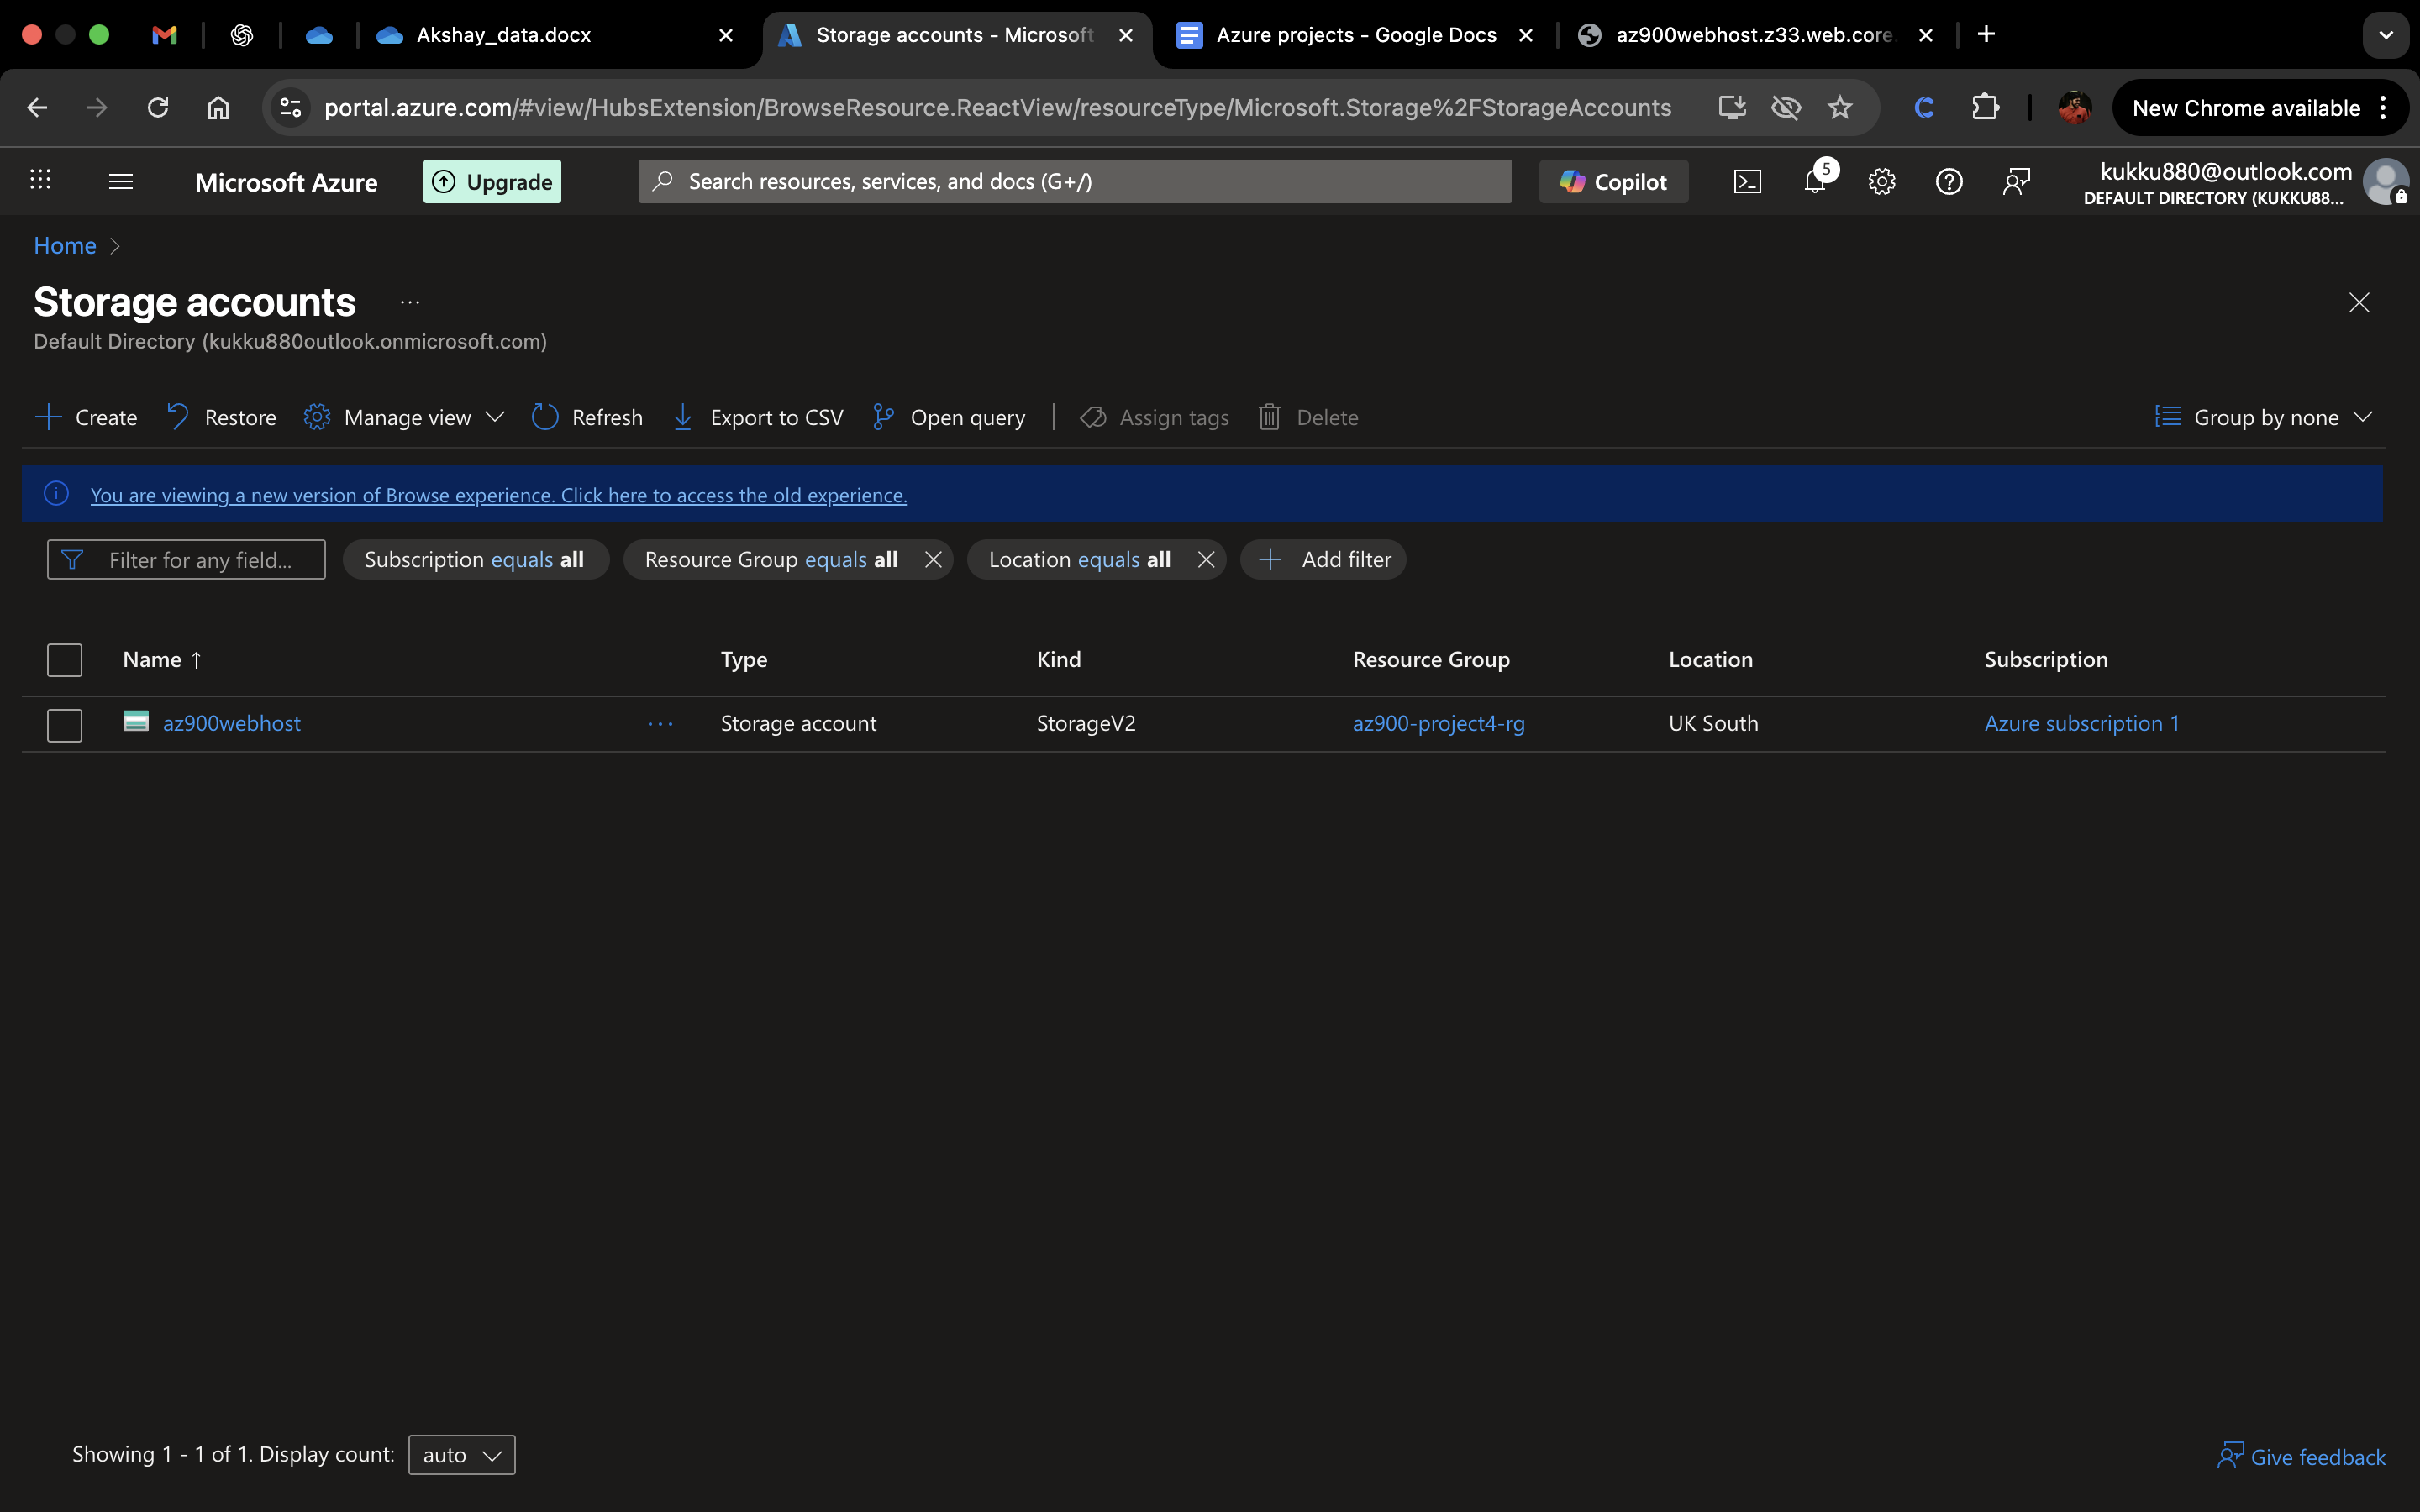 Akshay_data.docx
Storage accounts - Microsoft
Azure projects - Google Docs
az900webhost.z33.web.core.
portal.azure.com/#view/HubsExtension/BrowseResource.ReactView/resourceType/Microsoft.Storage%2FStorageAccounts
New Chrome available
Microsoft Azure
Upgrade
Search resources, services, and docs (G+/)
Copilot
5
kukku880@outlook.com
DEFAULT DIRECTORY (KUKKU88...
Home
Storage accounts ...
Default Directory (kukku880outlook.onmicrosoft.com)
Create
Restore
Manage view
Refresh
Export to CSV
Open query
Assign tags
Delete
Group by none
You are viewing a new version of Browse experience. Click here to access the old experience.
Filter for any field...
Subscription equals all
Resource Group equals all
Location equals all
Add filter
Name ↑ Type Kind Resource Group Location Subscription
az900webhost ... Storage account StorageV2 az900-project4-rg UK South Azure subscription 1
Showing 1 - 1 of 1. Display count: auto
Give feedback